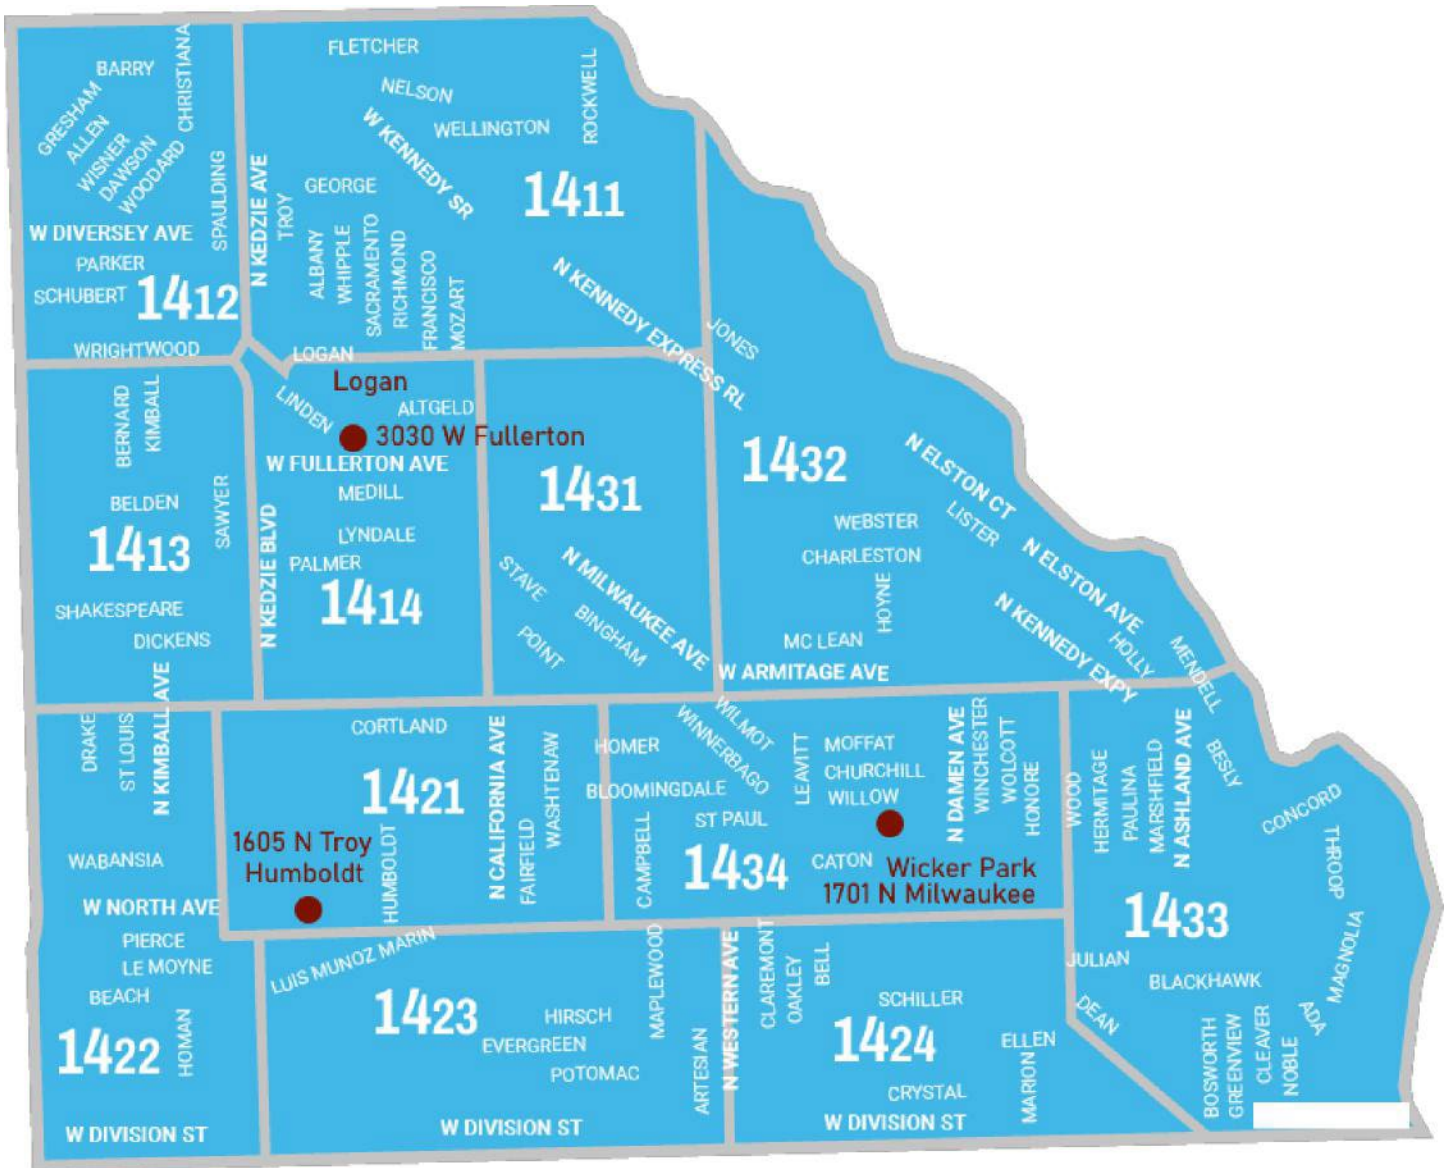 FLETCHER
BARRY
CHRISTIANA
ROCKWELL
NELSON
GRESHAM
ALLEN
WISNER
DAWSON
WOODARD
W KENNEDY SR
WELLINGTON
SPAULDING
N KEDZIE AVE
TROY
GEORGE
1411
W DIVERSEY AVE
PARKER
SCHUBERT
1412
ALBANY
WHIPPLE
SACRAMENTO
RICHMOND
FRANCISCO
MOZART
N KENNEDY EXPRESS RL
JONES
WRIGHTWOOD
LOGAN
Logan
LINDEN
ALTGELD
3030 W Fullerton
W FULLERTON AVE
BERNARD
KIMBALL
BELDEN
SAWYER
1413
N KEDZIE BLVD
MEDILL
LYNDALE
PALMER
1414
1431
1432
N ELSTON CT
WEBSTER
LISTER
CHARLESTON
N ELSTON AVE
STAVE
N MILWAUKEE AVE
BINGHAM
POINT
HOYNE
N KENNEDY EXPY
HOLLY
MENDELL
SHAKESPEARE
DICKENS
MC LEAN
W ARMITAGE AVE
DRAKE
ST LOUIS
N KIMBALL AVE
CORTLAND
1421
N CALIFORNIA AVE
WASHTENAW
FAIRFIELD
HOMER
WINNERBAGO
WILMOT
BLOOMINGDALE
LEAVITT
MOFFAT
CHURCHILL
WILLOW
N DAMEN AVE
WINCHESTER
WOLCOTT
HONORE
WOOD
HERMITAGE
PAULINA
MARSHFIELD
N ASHLAND AVE
BESLY
CONCORD
THROOP
CAMPBELL
ST PAUL
1434
CATON
Wicker Park
1701 N Milwaukee
1605 N Troy
Humboldt
HUMBOLDT
WABANSIA
W NORTH AVE
PIERCE
LE MOYNE
BEACH
1422
HOMAN
LUIS MUNOZ MARIN
1423
HIRSCH
EVERGREEN
POTOMAC
MAPLEWOOD
ARTESIAN
N WESTERN AVE
CLAREMONT
OAKLEY
BELL
SCHILLER
1424
ELLEN
CRYSTAL
MARION
1433
JULIAN
BLACKHAWK
DEAN
MAGNOLIA
ADA
BOSWORTH
GREENVIEW
CLEAVER
NOBLE
W DIVISION ST
W DIVISION ST
W DIVISION ST